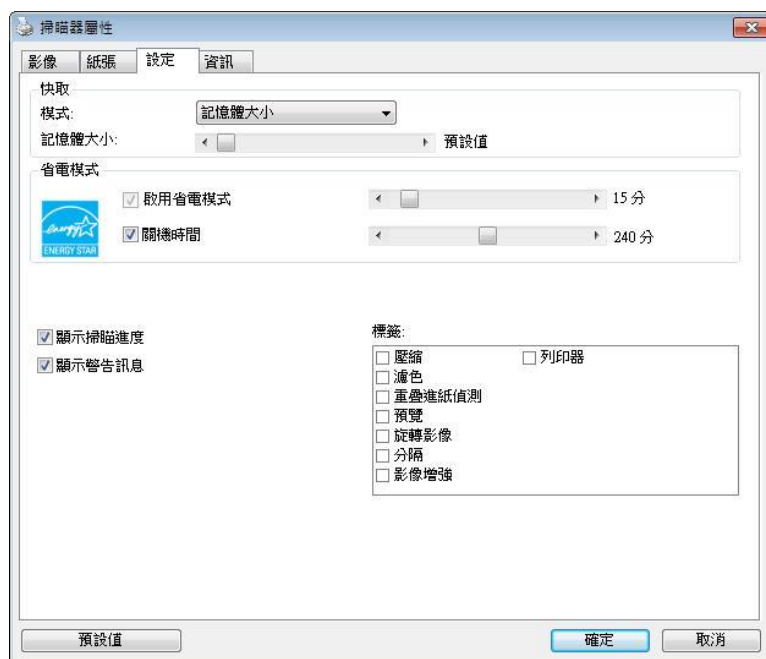 掃瞄器屬性
影像 紙張 設定 資訊
快取
模式: 記憶體大小
記憶體大小: 預設值
省電模式
啟用省電模式 15 分
energy
ENERGY STAR
關機時間 240 分
顯示掃瞄進度
顯示警告訊息
標籤:
壓縮 列印器
濾色
重疊進紙偵測
預覽
旋轉影像
分隔
影像增強
預設值 確定 取消